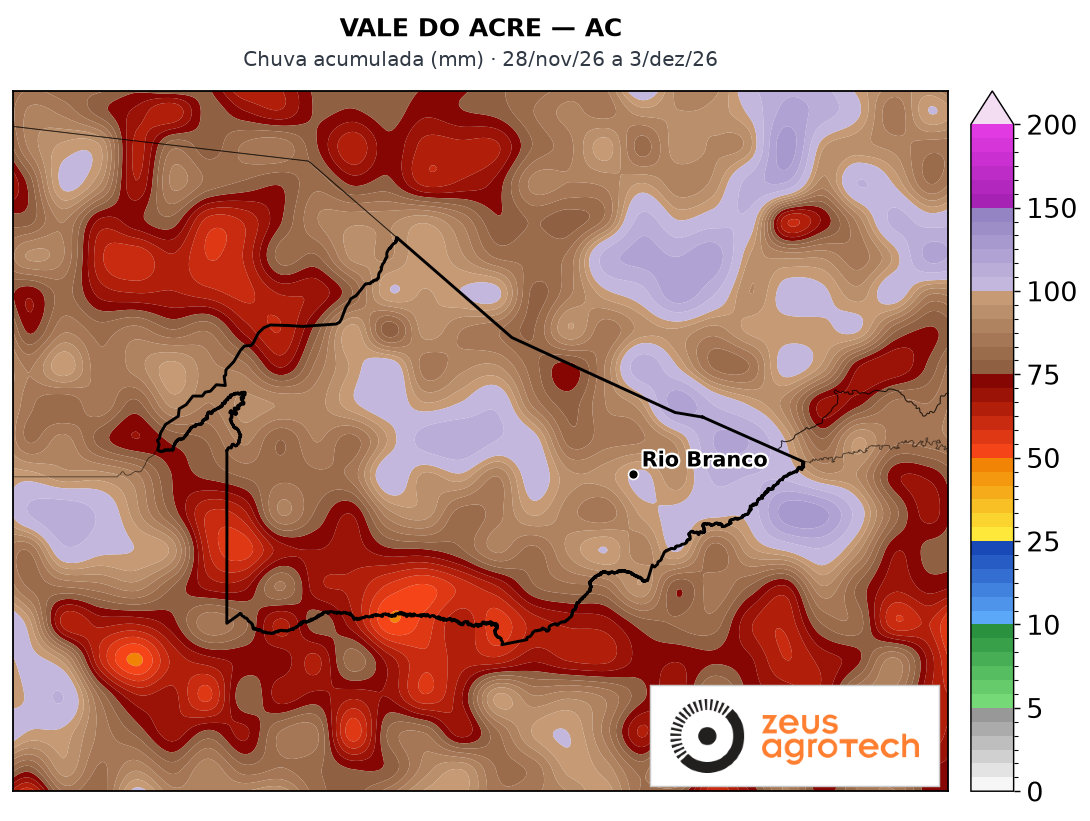 VALE DO ACRE — AC
Chuva acumulada (mm) · 28/nov/26 a 3/dez/26
200
150
100
75
50
25
10
5
0
Rio Branco
zeus
agrotech